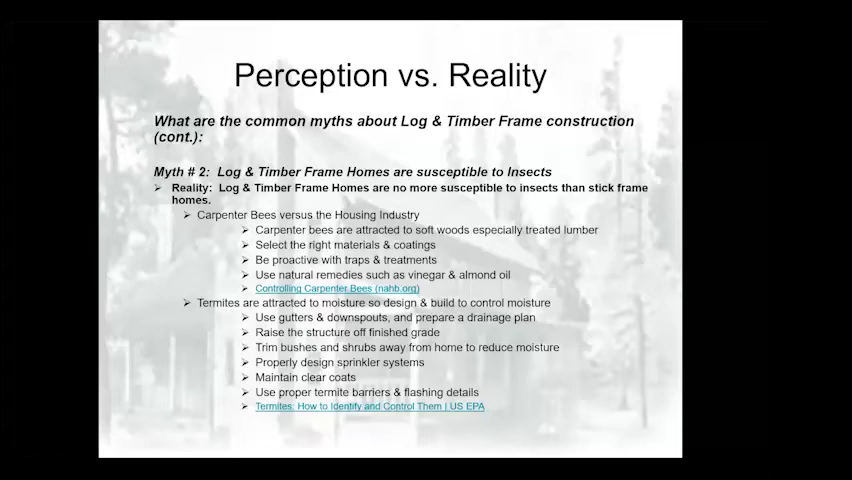 Perception vs. Reality
What are the common myths about Log & Timber Frame construction
(cont.):
Myth # 2: Log & Timber Frame Homes are susceptible to Insects
➢ Reality: Log & Timber Frame Homes are no more susceptible to insects than stick frame
homes.
➢ Carpenter Bees versus the Housing Industry
➢ Carpenter bees are attracted to soft woods especially treated lumber
➢ Select the right materials & coatings
➢ Be proactive with traps & treatments
➢ Use natural remedies such as vinegar & almond oil
➢ Controlling Carpenter Bees (nahb.org)
➢ Termites are attracted to moisture so design & build to control moisture
➢ Use gutters & downspouts, and prepare a drainage plan
➢ Raise the structure off finished grade
➢ Trim bushes and shrubs away from home to reduce moisture
➢ Properly design sprinkler systems
➢ Maintain clear coats
➢ Use proper termite barriers & flashing details
➢ Termites: How to Identify and Control Them | US EPA